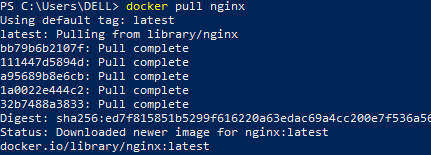 PS C:\Users\DELL> docker pull nginx
Using default tag: latest
latest: Pulling from library/nginx
bb79b6b2107f: Pull complete
111447d5894d: Pull complete
a95689b8e6cb: Pull complete
1a0022e444c2: Pull complete
32b7488a3833: Pull complete
Digest: sha256:ed7f815851b5299f616220a63edac69a4cc200e7f536a56
Status: Downloaded newer image for nginx:latest
docker.io/library/nginx:latest